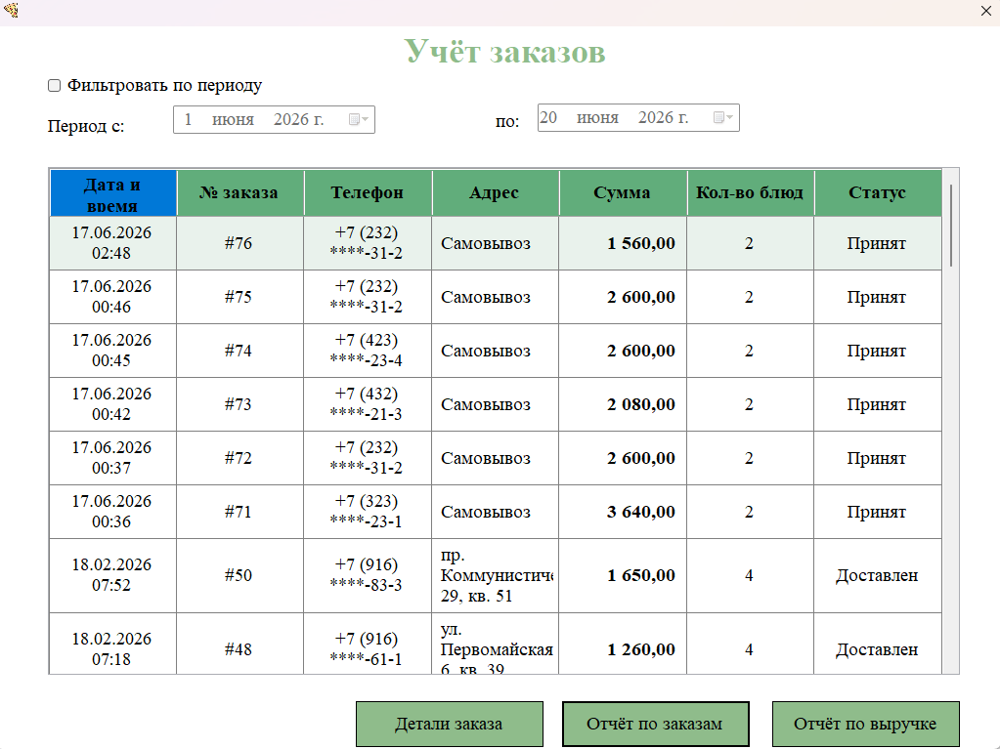 Учёт заказов
Фильтровать по периоду
Период с: 1 июня 2026 г. по: 20 июня 2026 г.
Дата и время № заказа Телефон Адрес Сумма Кол-во блюд Статус
17.06.2026 02:48 #76 +7 (232) ****-31-2 Самовывоз 1 560,00 2 Принят
17.06.2026 00:46 #75 +7 (232) ****-31-2 Самовывоз 2 600,00 2 Принят
17.06.2026 00:45 #74 +7 (423) ****-23-4 Самовывоз 2 600,00 2 Принят
17.06.2026 00:42 #73 +7 (432) ****-21-3 Самовывоз 2 080,00 2 Принят
17.06.2026 00:37 #72 +7 (232) ****-31-2 Самовывоз 2 600,00 2 Принят
17.06.2026 00:36 #71 +7 (323) ****-23-1 Самовывоз 3 640,00 2 Принят
18.02.2026 07:52 #50 +7 (916) ****-83-3 пр. Коммунистиче 29, кв. 51 1 650,00 4 Доставлен
18.02.2026 07:18 #48 +7 (916) ****-61-1 ул. Первомайская 6, кв. 39 1 260,00 4 Доставлен
Детали заказа Отчёт по заказам Отчёт по выручке